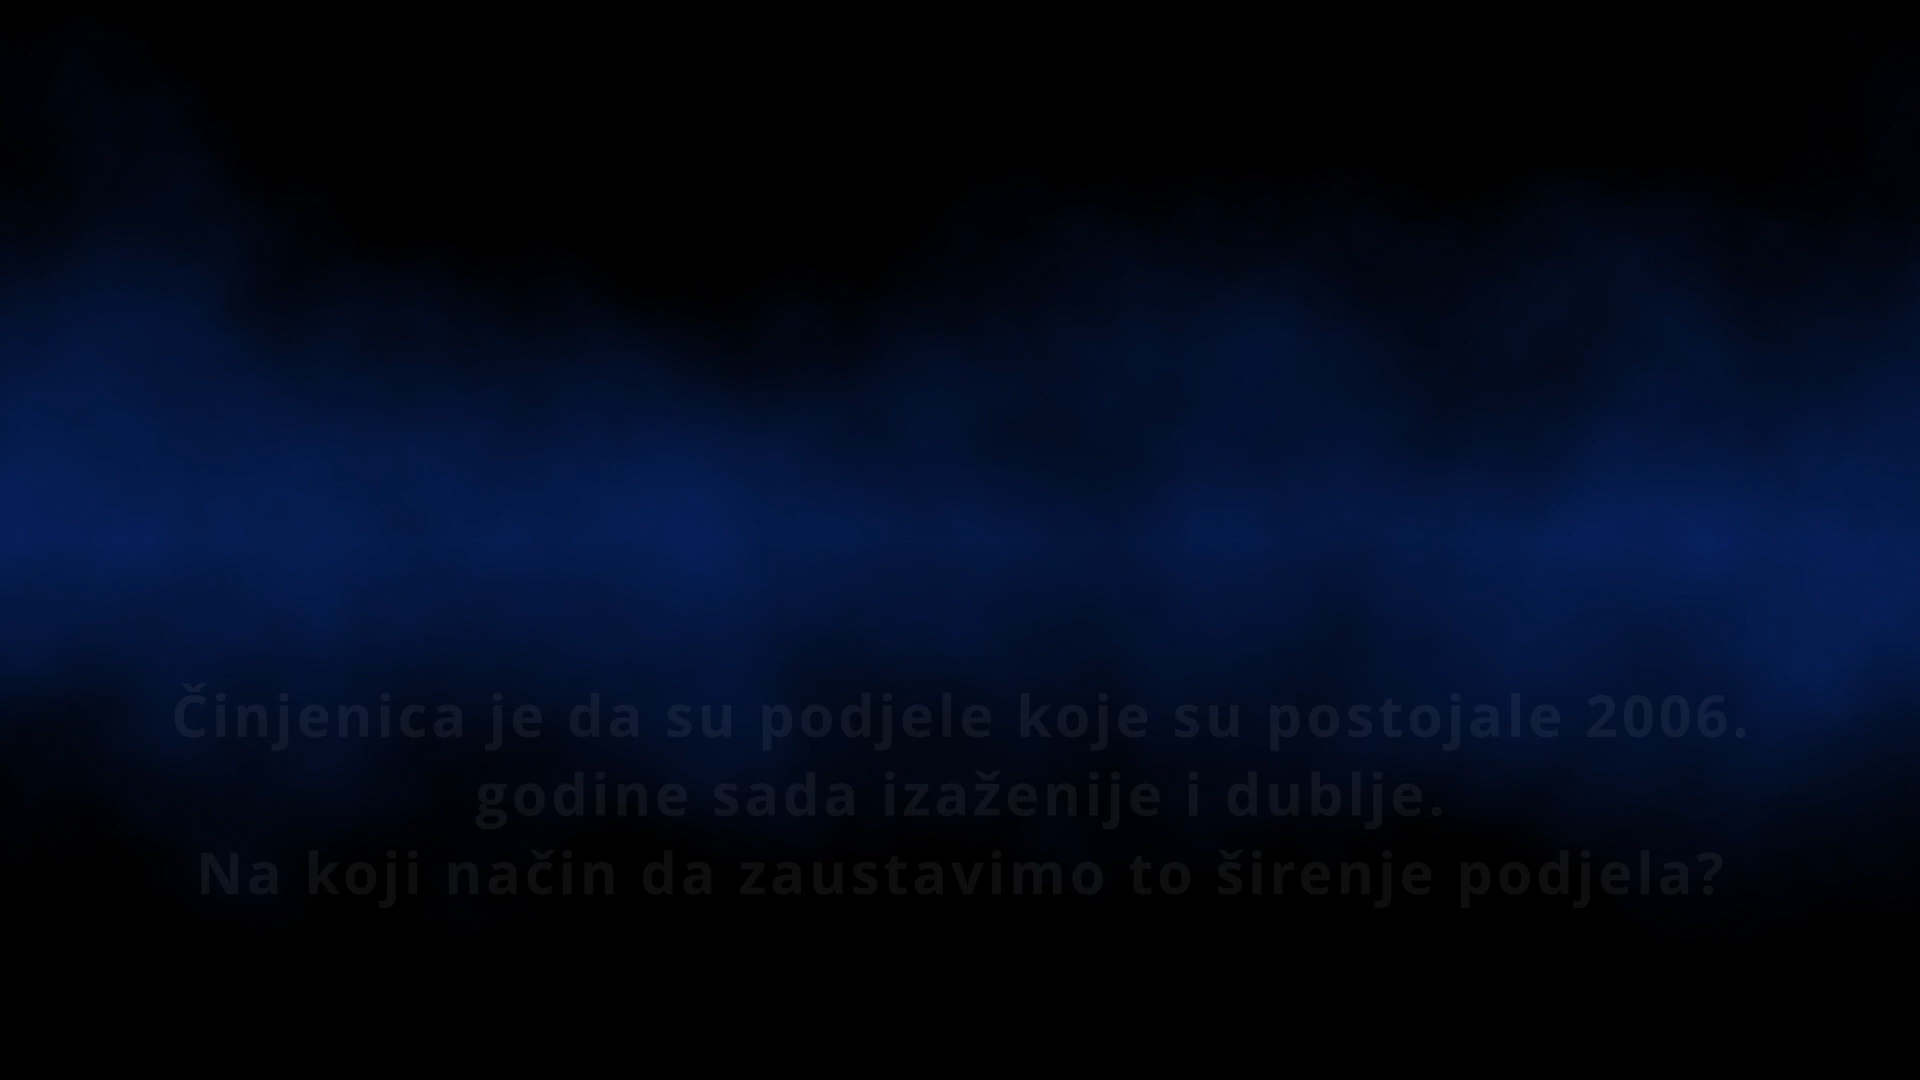 Činjenica je da su podjele koje su postojale 2006.
godine sada izaženije i dublje.
Na koji način da zaustavimo to širenje podjela?